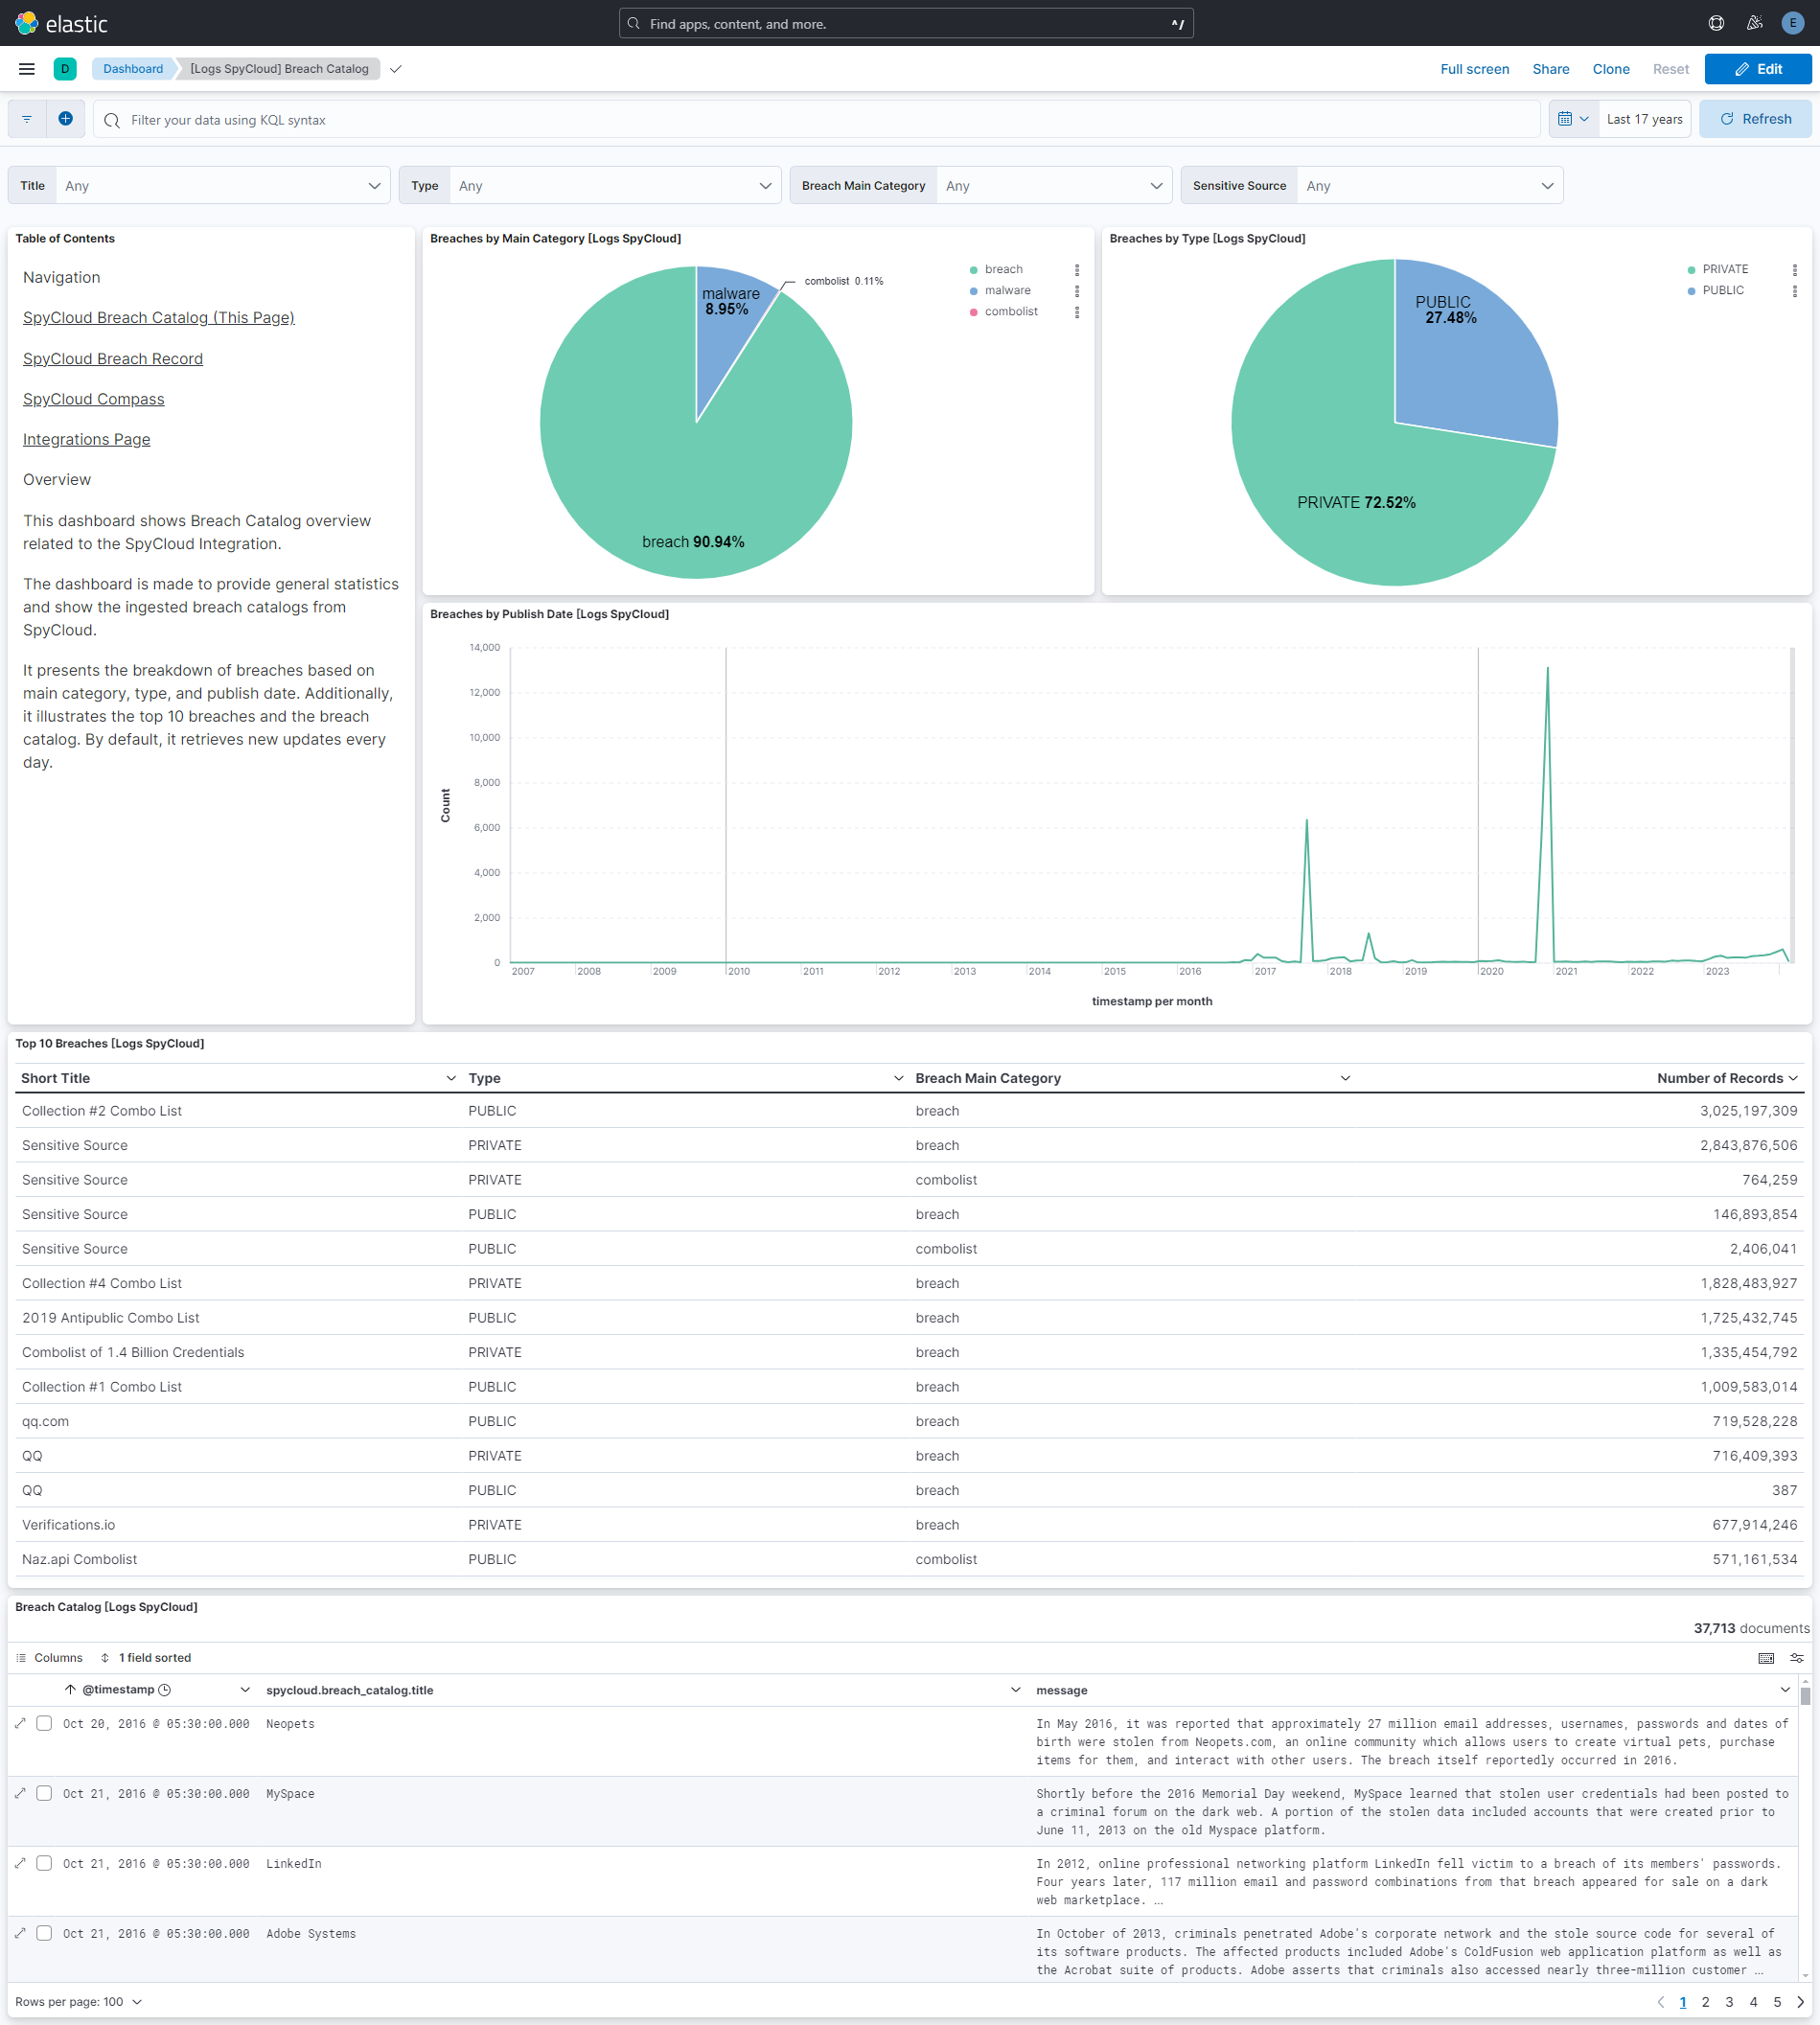 elastic
Find apps, content, and more.
^/
E
D
Dashboard
[Logs SpyCloud] Breach Catalog
Full screen
Share
Clone
Reset
Edit
Filter your data using KQL syntax
Last 17 years
Refresh
Title
Any
Type
Any
Breach Main Category
Any
Sensitive Source
Any
Table of Contents
Navigation
SpyCloud Breach Catalog (This Page)
SpyCloud Breach Record
SpyCloud Compass
Integrations Page
Overview
This dashboard shows Breach Catalog overview
related to the SpyCloud Integration.
The dashboard is made to provide general statistics
and show the ingested breach catalogs from
SpyCloud.
It presents the breakdown of breaches based on
main category, type, and publish date. Additionally,
it illustrates the top 10 breaches and the breach
catalog. By default, it retrieves new updates every
day.
Breaches by Main Category [Logs SpyCloud]
malware
8.95%
combolist 0.11%
breach 90.94%
breach
malware
combolist
Breaches by Type [Logs SpyCloud]
PUBLIC
27.48%
PRIVATE 72.52%
PRIVATE
PUBLIC
Breaches by Publish Date [Logs SpyCloud]
14,000
12,000
10,000
8,000
6,000
4,000
2,000
0
Count
2007 2008 2009 2010 2011 2012 2013 2014 2015 2016 2017 2018 2019 2020 2021 2022 2023
timestamp per month
Top 10 Breaches [Logs SpyCloud]
Short Title Type Breach Main Category Number of Records
Collection #2 Combo List PUBLIC breach 3,025,197,309
Sensitive Source PRIVATE breach 2,843,876,506
Sensitive Source PRIVATE combolist 764,259
Sensitive Source PUBLIC breach 146,893,854
Sensitive Source PUBLIC combolist 2,406,041
Collection #4 Combo List PRIVATE breach 1,828,483,927
2019 Antipublic Combo List PUBLIC breach 1,725,432,745
Combolist of 1.4 Billion Credentials PRIVATE breach 1,335,454,792
Collection #1 Combo List PUBLIC breach 1,009,583,014
qq.com PUBLIC breach 719,528,228
QQ PRIVATE breach 716,409,393
QQ PUBLIC breach 387
Verifications.io PRIVATE breach 677,914,246
Naz.api Combolist PUBLIC combolist 571,161,534
Breach Catalog [Logs SpyCloud]
37,713 documents
Columns
1 field sorted
@timestamp spycloud.breach_catalog.title message
Oct 20, 2016 @ 05:30:00.000 Neopets In May 2016, it was reported that approximately 27 million email addresses, usernames, passwords and dates of
birth were stolen from Neopets.com, an online community which allows users to create virtual pets, purchase
items for them, and interact with other users. The breach itself reportedly occurred in 2016.
Oct 21, 2016 @ 05:30:00.000 MySpace Shortly before the 2016 Memorial Day weekend, MySpace learned that stolen user credentials had been posted to
a criminal forum on the dark web. A portion of the stolen data included accounts that were created prior to
June 11, 2013 on the old Myspace platform.
Oct 21, 2016 @ 05:30:00.000 LinkedIn In 2012, online professional networking platform LinkedIn fell victim to a breach of its members' passwords.
Four years later, 117 million email and password combinations from that breach appeared for sale on a dark
web marketplace. …
Oct 21, 2016 @ 05:30:00.000 Adobe Systems In October of 2013, criminals penetrated Adobe's corporate network and the stole source code for several of
its software products. The affected products included Adobe's ColdFusion web application platform as well as
the Acrobat suite of products. Adobe asserts that criminals also accessed nearly three-million customer …
Rows per page: 100
1 2 3 4 5